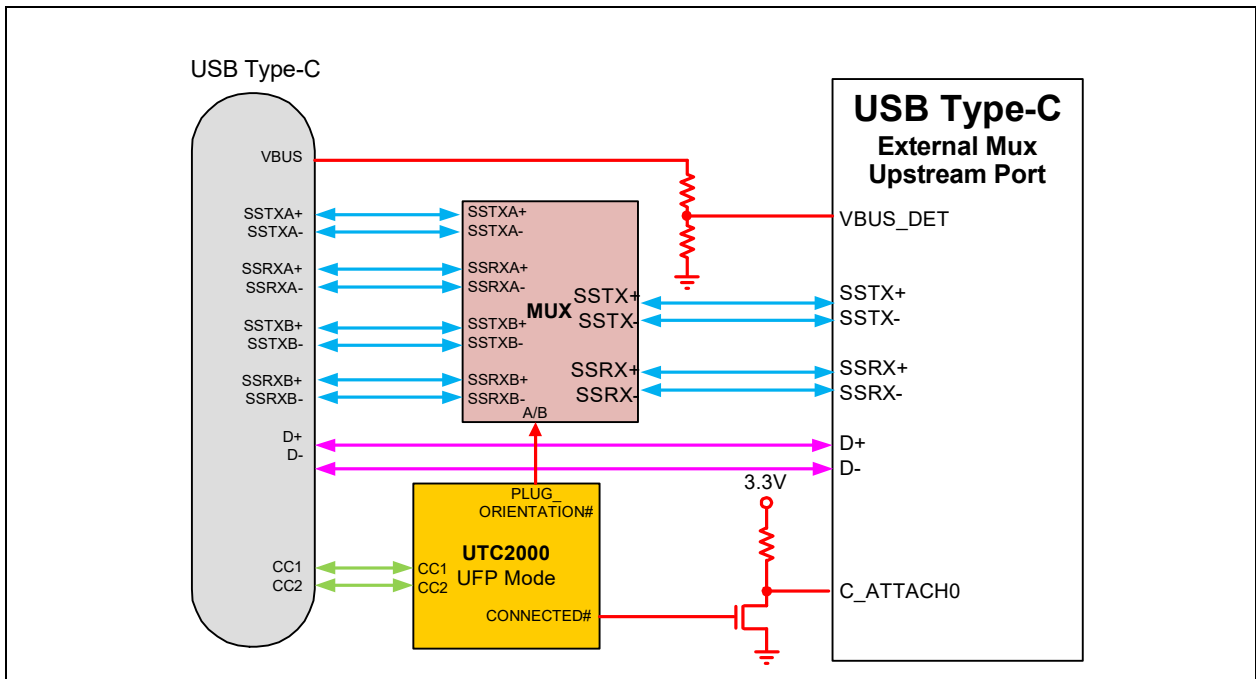 USB Type-C
VBUS
SSTXA+
SSTXA-
SSRXA+
SSRXA-
SSTXB+
SSTXB-
SSRXB+
SSRXB-
D+
D-
CC1
CC2
SSTXA+
SSTXA-
SSRXA+
SSRXA-
SSTXB+
SSTXB-
SSRXB+
SSRXB-
MUX
SSTX+
SSTX-
SSRX+
SSRX-
A/B
PLUG_
ORIENTATION#
UTC2000
UFP Mode
CC1
CC2
CONNECTED#
3.3V
USB Type-C
External Mux
Upstream Port
VBUS_DET
SSTX+
SSTX-
SSRX+
SSRX-
D+
D-
C_ATTACH0